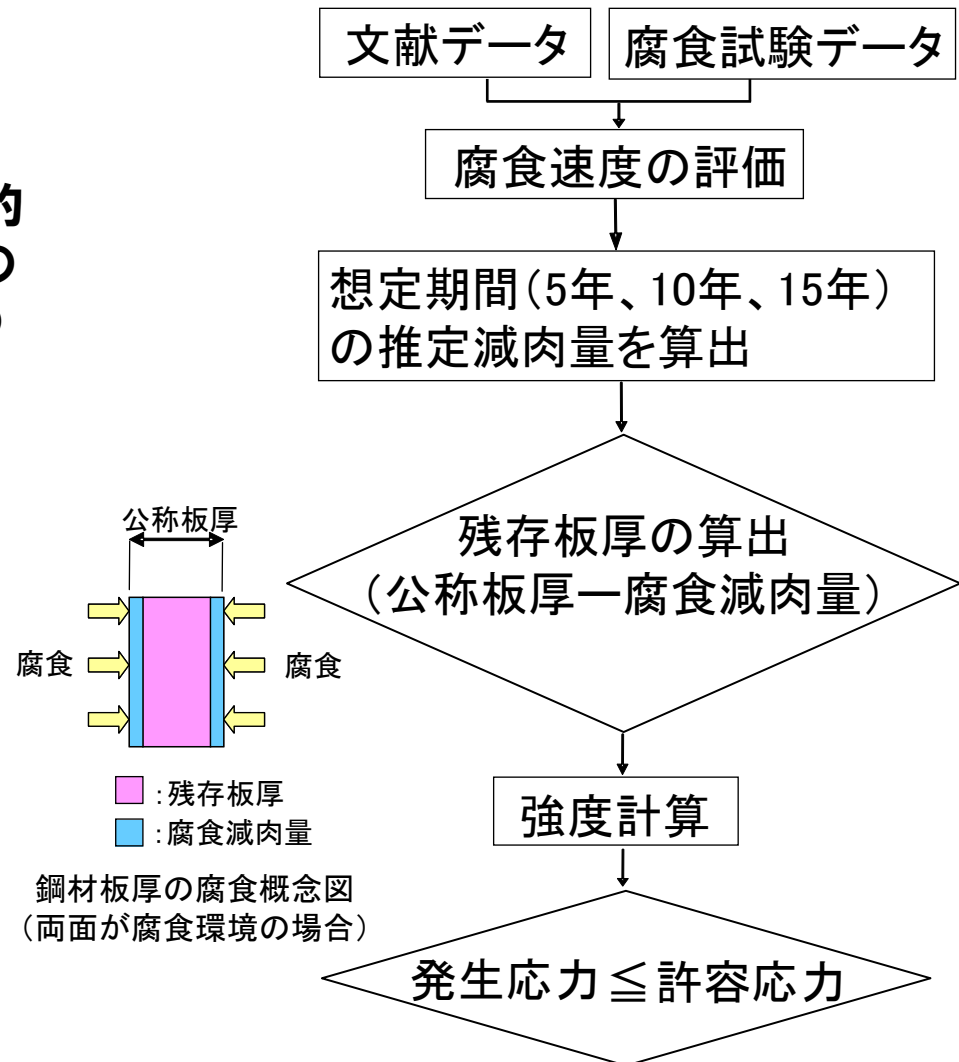 文献データ
腐食試験データ
腐食速度の評価
想定期間(5年、10年、15年)
の推定減肉量を算出
残存板厚の算出
(公称板厚ー腐食減肉量)
強度計算
発生応力≦許容応力
的
の
公称板厚
腐食
腐食
:残存板厚
:腐食減肉量
鋼材板厚の腐食概念図
(両面が腐食環境の場合)